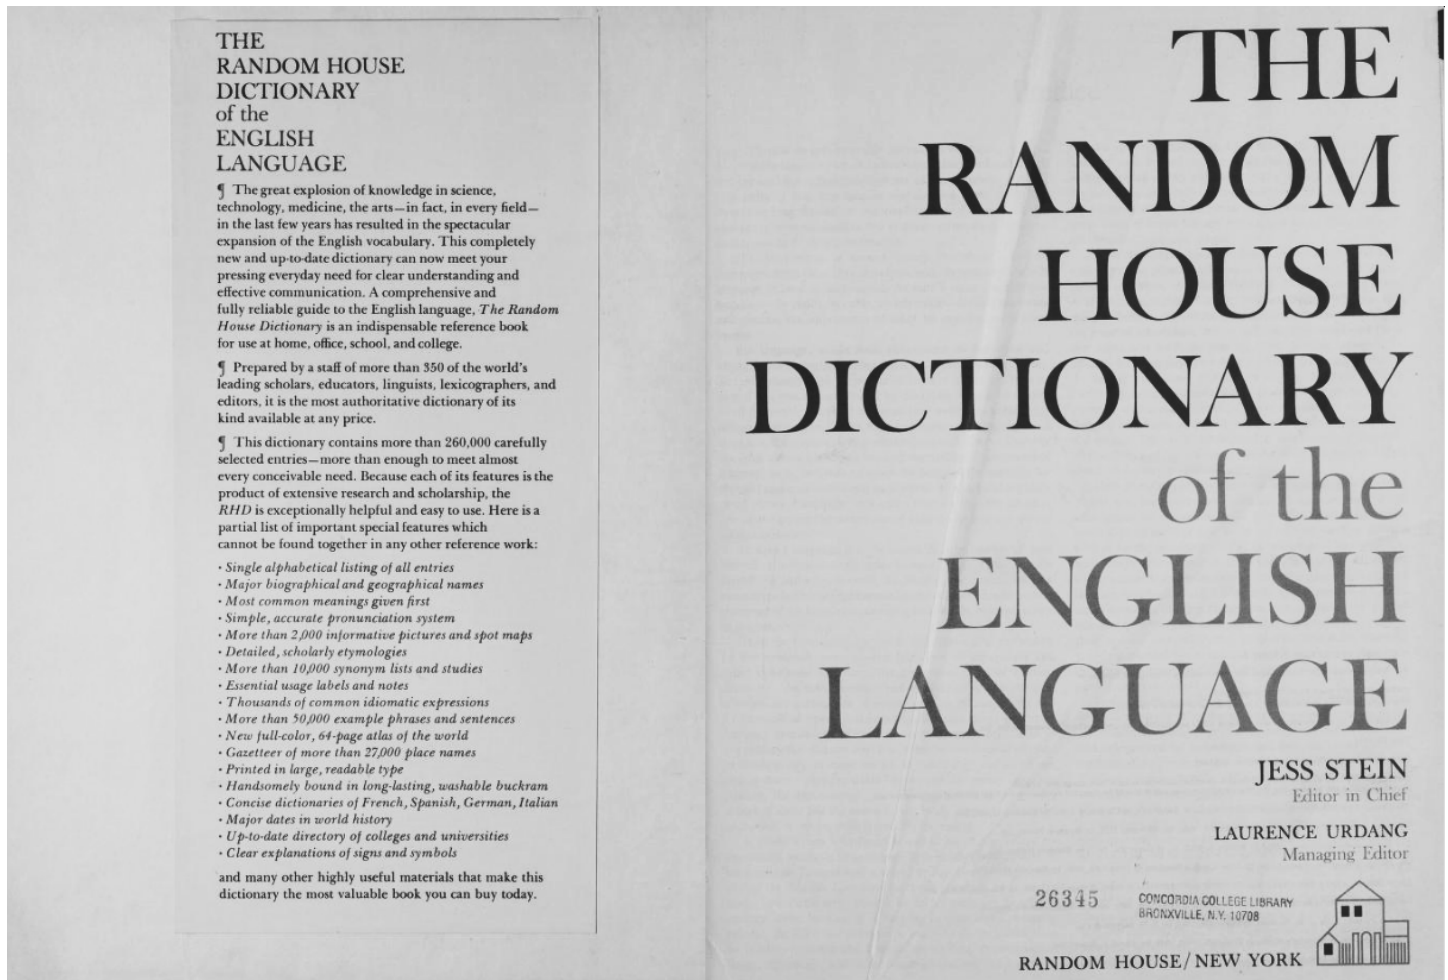 THE
RANDOM HOUSE
DICTIONARY
of the
ENGLISH
LANGUAGE
¶ The great explosion of knowledge in science,
technology, medicine, the arts—in fact, in every field—
in the last few years has resulted in the spectacular
expansion of the English vocabulary. This completely
new and up-to-date dictionary can now meet your
pressing everyday need for clear understanding and
effective communication. A comprehensive and
fully reliable guide to the English language, The Random
House Dictionary is an indispensable reference book
for use at home, office, school, and college.
¶ Prepared by a staff of more than 350 of the world's
leading scholars, educators, linguists, lexicographers, and
editors, it is the most authoritative dictionary of its
kind available at any price.
¶ This dictionary contains more than 260,000 carefully
selected entries—more than enough to meet almost
every conceivable need. Because each of its features is the
product of extensive research and scholarship, the
RHD is exceptionally helpful and easy to use. Here is a
partial list of important special features which
cannot be found together in any other reference work:
· Single alphabetical listing of all entries
· Major biographical and geographical names
· Most common meanings given first
· Simple, accurate pronunciation system
· More than 2,000 informative pictures and spot maps
· Detailed, scholarly etymologies
· More than 10,000 synonym lists and studies
· Essential usage labels and notes
· Thousands of common idiomatic expressions
· More than 50,000 example phrases and sentences
· New full-color, 64-page atlas of the world
· Gazetteer of more than 27,000 place names
· Printed in large, readable type
· Handsomely bound in long-lasting, washable buckram
· Concise dictionaries of French, Spanish, German, Italian
· Major dates in world history
· Up-to-date directory of colleges and universities
· Clear explanations of signs and symbols
and many other highly useful materials that make this
dictionary the most valuable book you can buy today.
THE
RANDOM
HOUSE
DICTIONARY
of the
ENGLISH
LANGUAGE
JESS STEIN
Editor in Chief
LAURENCE URDANG
Managing Editor
26345
CONCORDIA COLLEGE LIBRARY
BRONXVILLE, N.Y. 10708
RANDOM HOUSE/NEW YORK